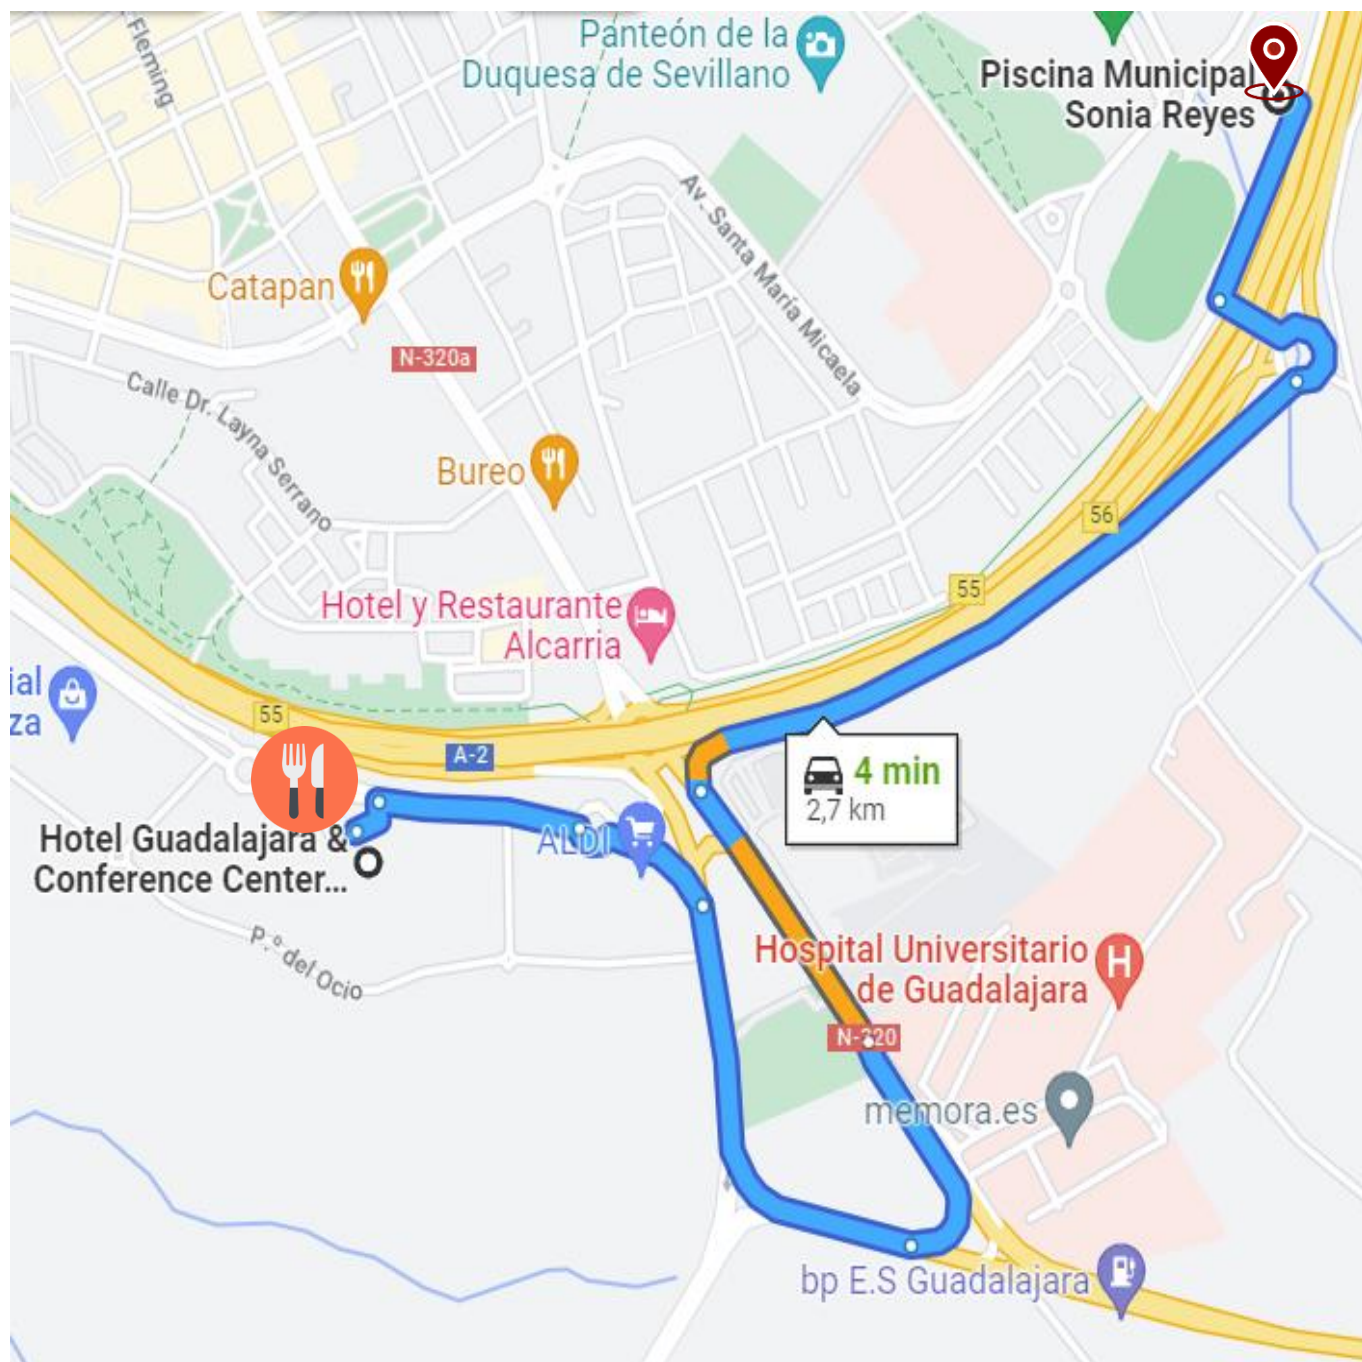 Fleming
Panteón de la
Duquesa de Sevillano
Piscina Municipal
Sonia Reyes
Av. Santa María Micaela
Catapan
N-320a
Calle Dr. Layna Serrano
Bureo
56
55
Hotel y Restaurante
Alcarria
ial
za
55
A-2
4 min
2,7 km
ALDI
Hotel Guadalajara &
Conference Center...
P.º del Ocio
Hospital Universitario
de Guadalajara
N-320
memora.es
H
bp E.S Guadalajara